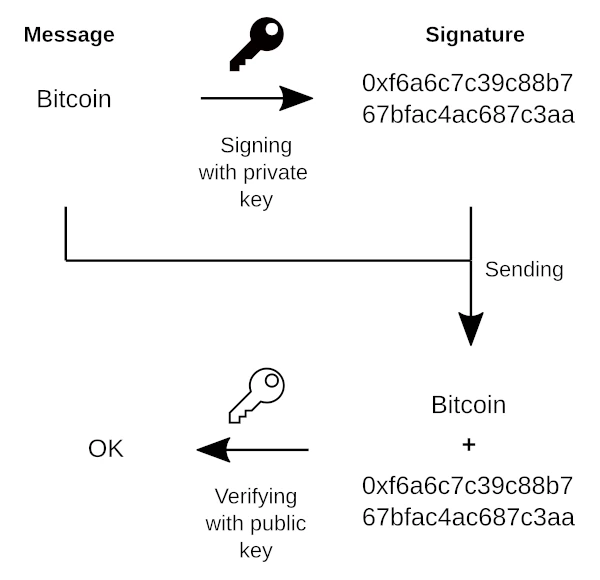 Message
Signature
Bitcoin
0xf6a6c7c39c88b7
67bfac4ac687c3aa
Signing
with private
key
Sending
Bitcoin
+
0xf6a6c7c39c88b7
67bfac4ac687c3aa
OK
Verifying
with public
key